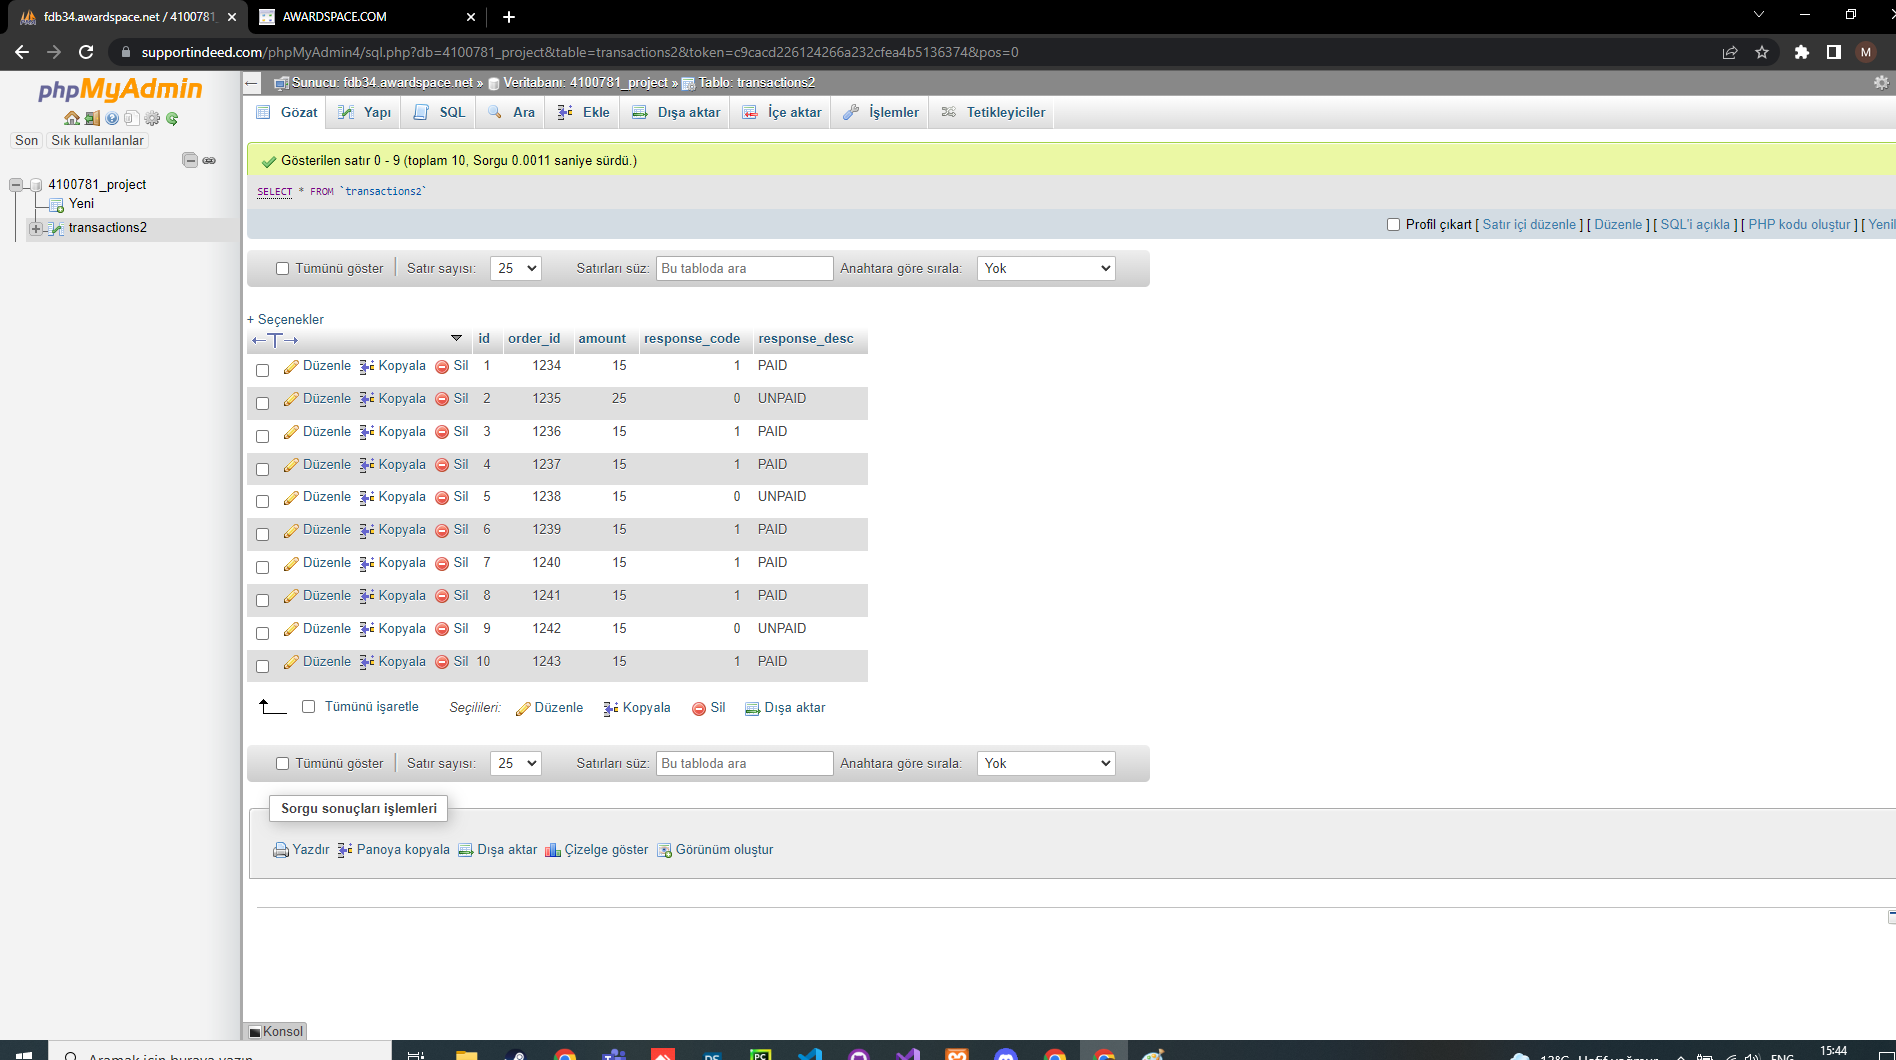 fdb34.awardspace.net / 4100781_
AWARDSPACE.COM
supportindeed.com/phpMyAdmin4/sql.php?db=4100781_project&table=transactions2&token=c9cacd226124266a232cfea4b5136374&pos=0
M
phpMyAdmin
Son Sık kullanılanlar
4100781_project
Yeni
transactions2
Sunucu: fdb34.awardspace.net » Veritabanı: 4100781_project » Tablo: transactions2
Gözat Yapı SQL Ara Ekle Dışa aktar İçe aktar İşlemler Tetikleyiciler
Gösterilen satır 0 - 9 (toplam 10, Sorgu 0.0011 saniye sürdü.)
SELECT * FROM `transactions2`
Profil çıkart [ Satır içi düzenle ] [ Düzenle ] [ SQL'i açıkla ] [ PHP kodu oluştur ] [ Yenil
Tümünü göster Satır sayısı: 25 Satırları süz: Bu tabloda ara Anahtara göre sırala: Yok
+ Seçenekler
←T→ id order_id amount response_code response_desc
Düzenle Kopyala Sil 1 1234 15 1 PAID
Düzenle Kopyala Sil 2 1235 25 0 UNPAID
Düzenle Kopyala Sil 3 1236 15 1 PAID
Düzenle Kopyala Sil 4 1237 15 1 PAID
Düzenle Kopyala Sil 5 1238 15 0 UNPAID
Düzenle Kopyala Sil 6 1239 15 1 PAID
Düzenle Kopyala Sil 7 1240 15 1 PAID
Düzenle Kopyala Sil 8 1241 15 1 PAID
Düzenle Kopyala Sil 9 1242 15 0 UNPAID
Düzenle Kopyala Sil 10 1243 15 1 PAID
Tümünü işaretle Seçilileri: Düzenle Kopyala Sil Dışa aktar
Tümünü göster Satır sayısı: 25 Satırları süz: Bu tabloda ara Anahtara göre sırala: Yok
Sorgu sonuçları işlemleri
Yazdır Panoya kopyala Dışa aktar Çizelge göster Görünüm oluştur
Konsol
Aramak için buraya yazın
PS PC
13°C Hafif yağmur ENG 15:44